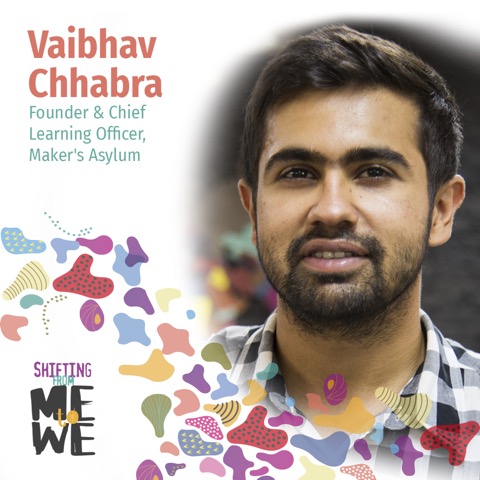 Vaibhav
Chhabra
Founder & Chief
Learning Officer,
Maker's Asylum
SHIFTING
FROM
ME
to
WE